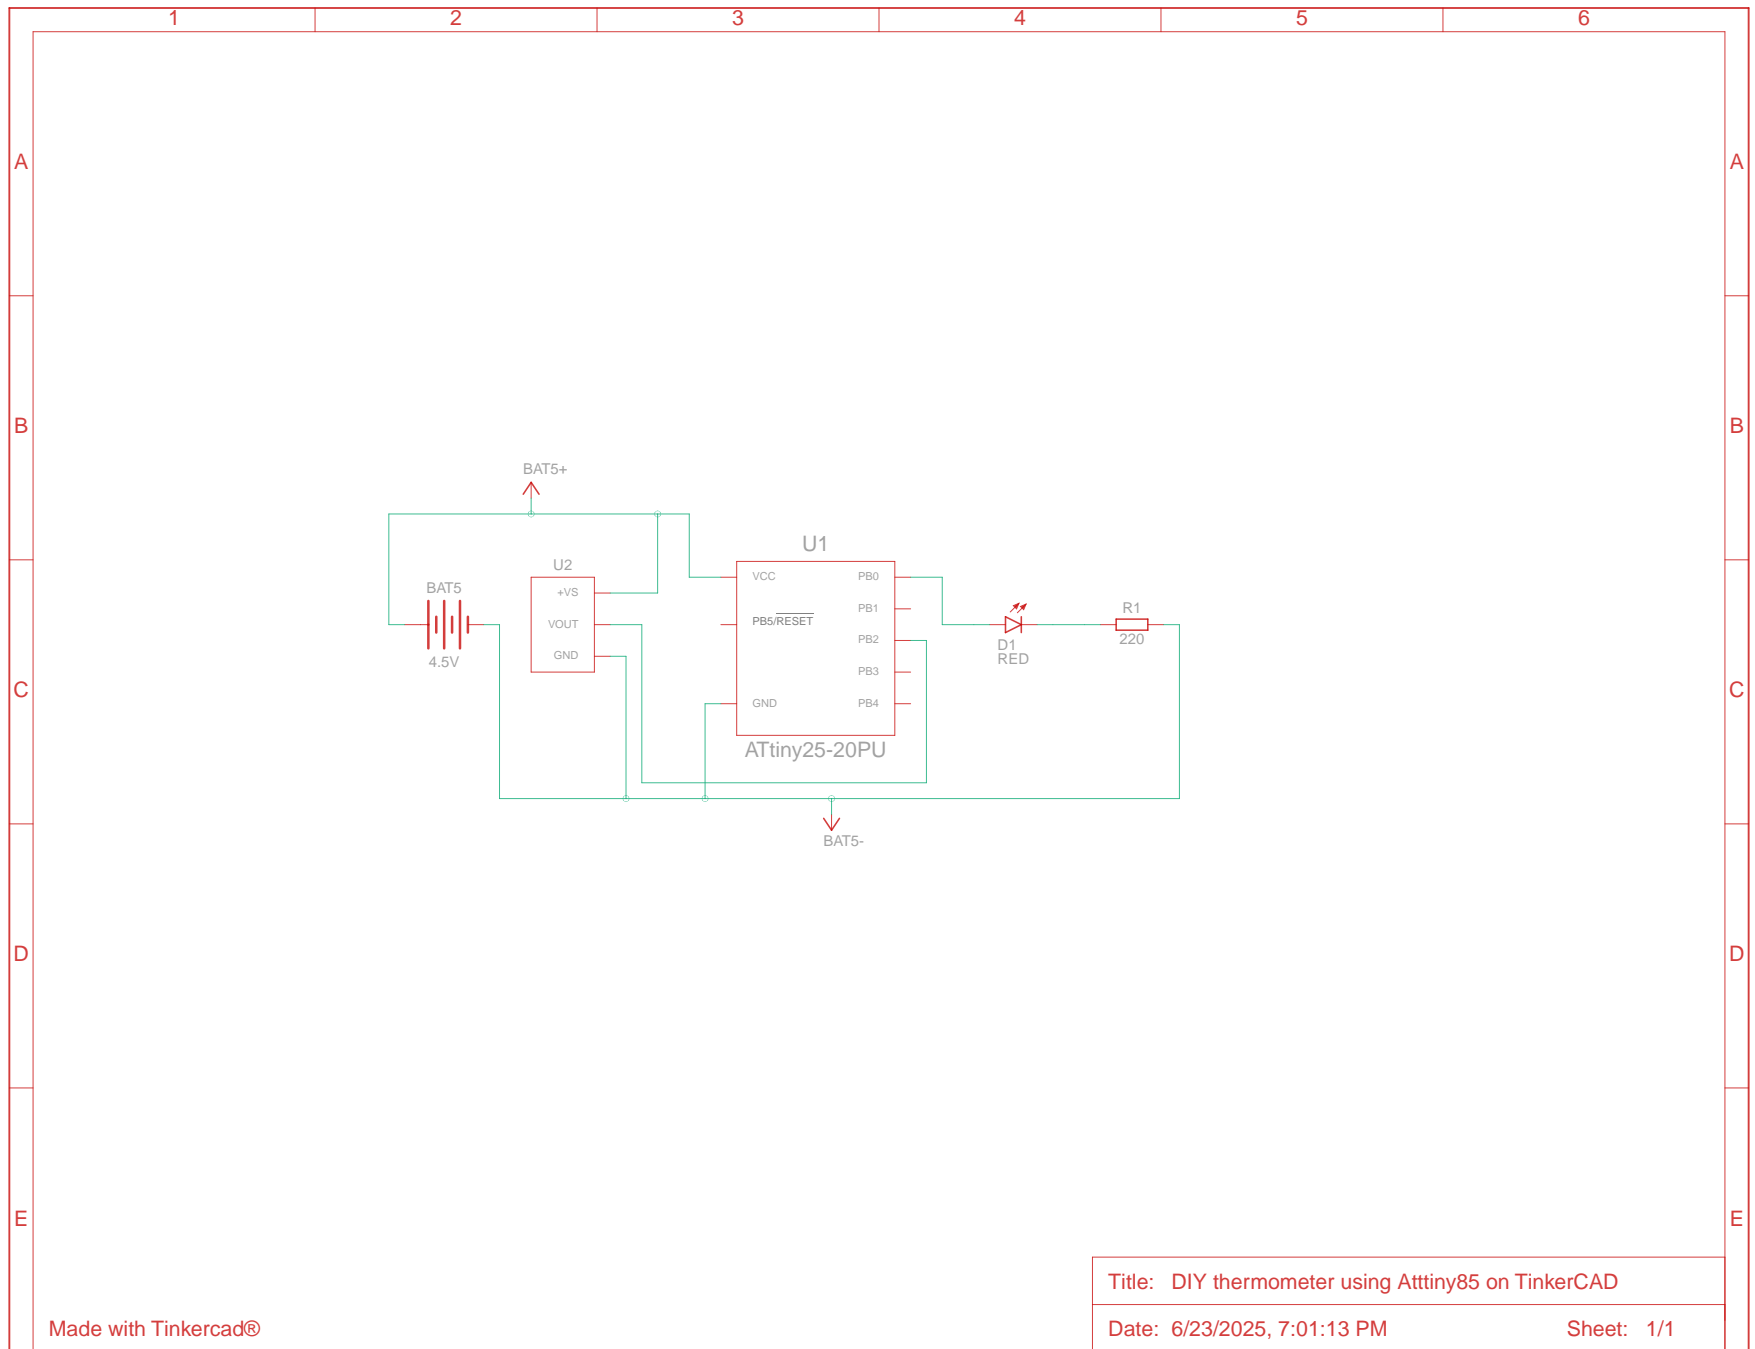 1 2 3 4 5 6
A A
B B
BAT5+
U1
U2
VCC PB0
BAT5
+VS
PB1
R1
PB5/RESET
VOUT
PB2
220
D1
GND
RED
4.5V
PB3
GND PB4
C C
ATtiny25-20PU
BAT5-
D D
E E
Title: DIY thermometer using Atttiny85 on TinkerCAD
Made with Tinkercad®
Date: 6/23/2025, 7:01:13 PM Sheet: 1/1